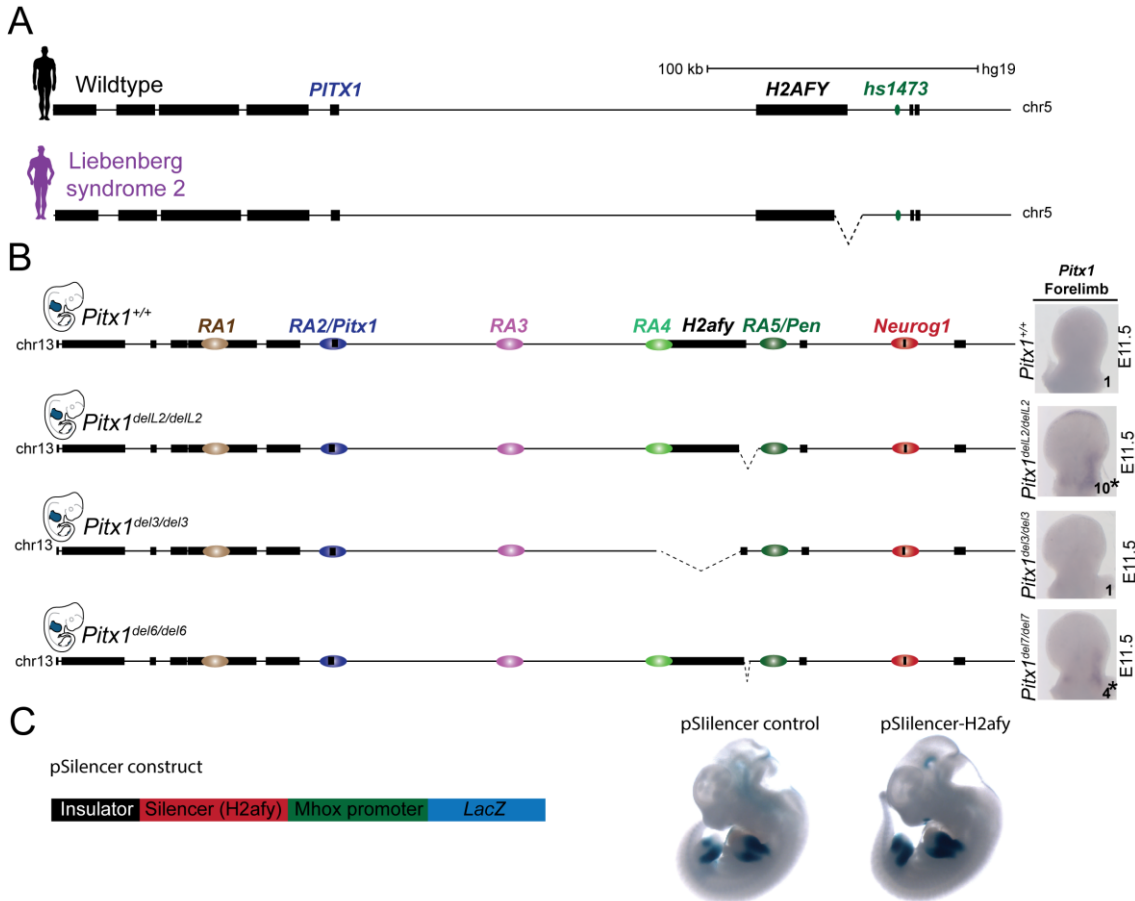 A
Wildtype
PITX1
100 kb
hg19
H2AFY
hs1473
chr5
Liebenberg
syndrome 2
chr5
B
Pitx1
Forelimb
Pitx1+/+
RA1
RA2/Pitx1
RA3
RA4
H2afy
RA5/Pen
Neurog1
chr13
Pitx1+/+
1
E11.5
Pitx1delL2/delL2
chr13
Pitx1delL2/delL2
10*
E11.5
Pitx1del3/del3
chr13
Pitx1del3/del3
1
E11.5
Pitx1del6/del6
chr13
Pitx1del7/del7
4*
E11.5
C
pSlilencer control
pSlilencer-H2afy
pSilencer construct
Insulator
Silencer (H2afy)
Mhox promoter
LacZ